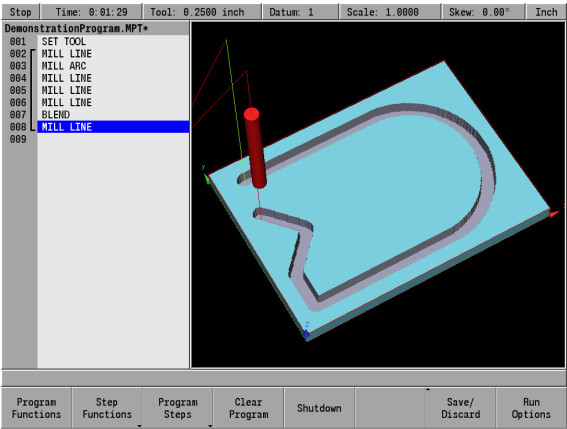 Stop Time: 0:01:29 Tool: 0.2500 inch Datum: 1 Scale: 1.0000 Skew: 0.00° Inch
DemonstrationProgram.MPT*
001 SET TOOL
002 MILL LINE
003 MILL ARC
004 MILL LINE
005 MILL LINE
006 MILL LINE
007 BLEND
008 MILL LINE
009
Y
Z
Program Functions
Step Functions
Program Steps
Clear Program
Shutdown
Save/ Discard
Run Options